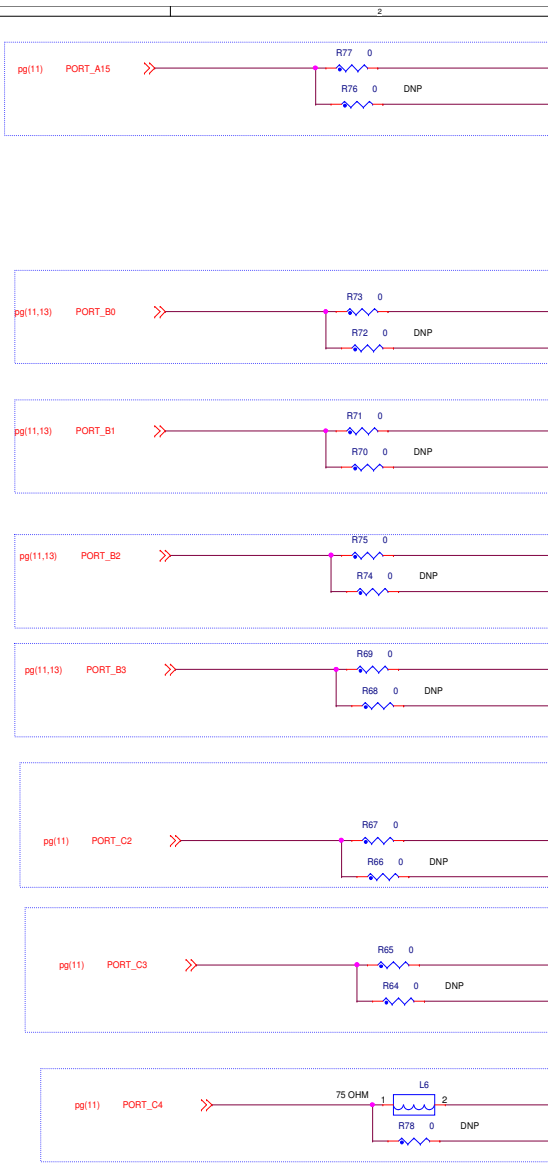 2
R77 0
pg(11) PORT_A15
R76 0 DNP
R73 0
pg(11,13) PORT_B0
R72 0 DNP
R71 0
pg(11,13) PORT_B1
R70 0 DNP
R75 0
pg(11,13) PORT_B2
R74 0 DNP
R69 0
pg(11,13) PORT_B3
R68 0 DNP
R67 0
pg(11) PORT_C2
R66 0 DNP
R65 0
pg(11) PORT_C3
R64 0 DNP
L6
75 OHM 1 2
pg(11) PORT_C4
R78 0 DNP